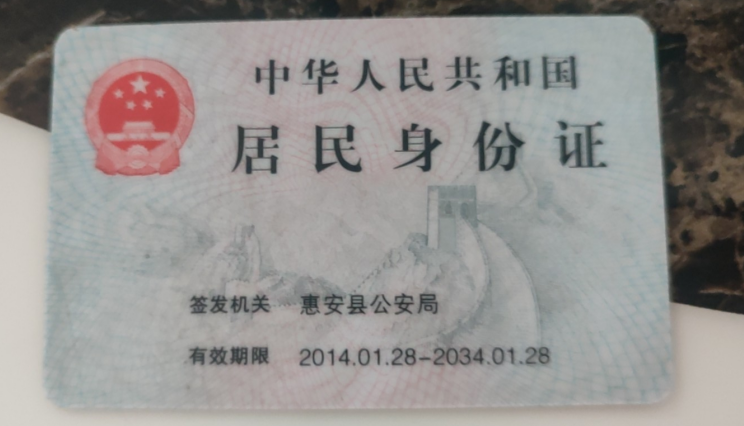 中华人民共和国
居民身份证
签发机关 惠安县公安局
有效期限 2014.01.28-2034.01.28